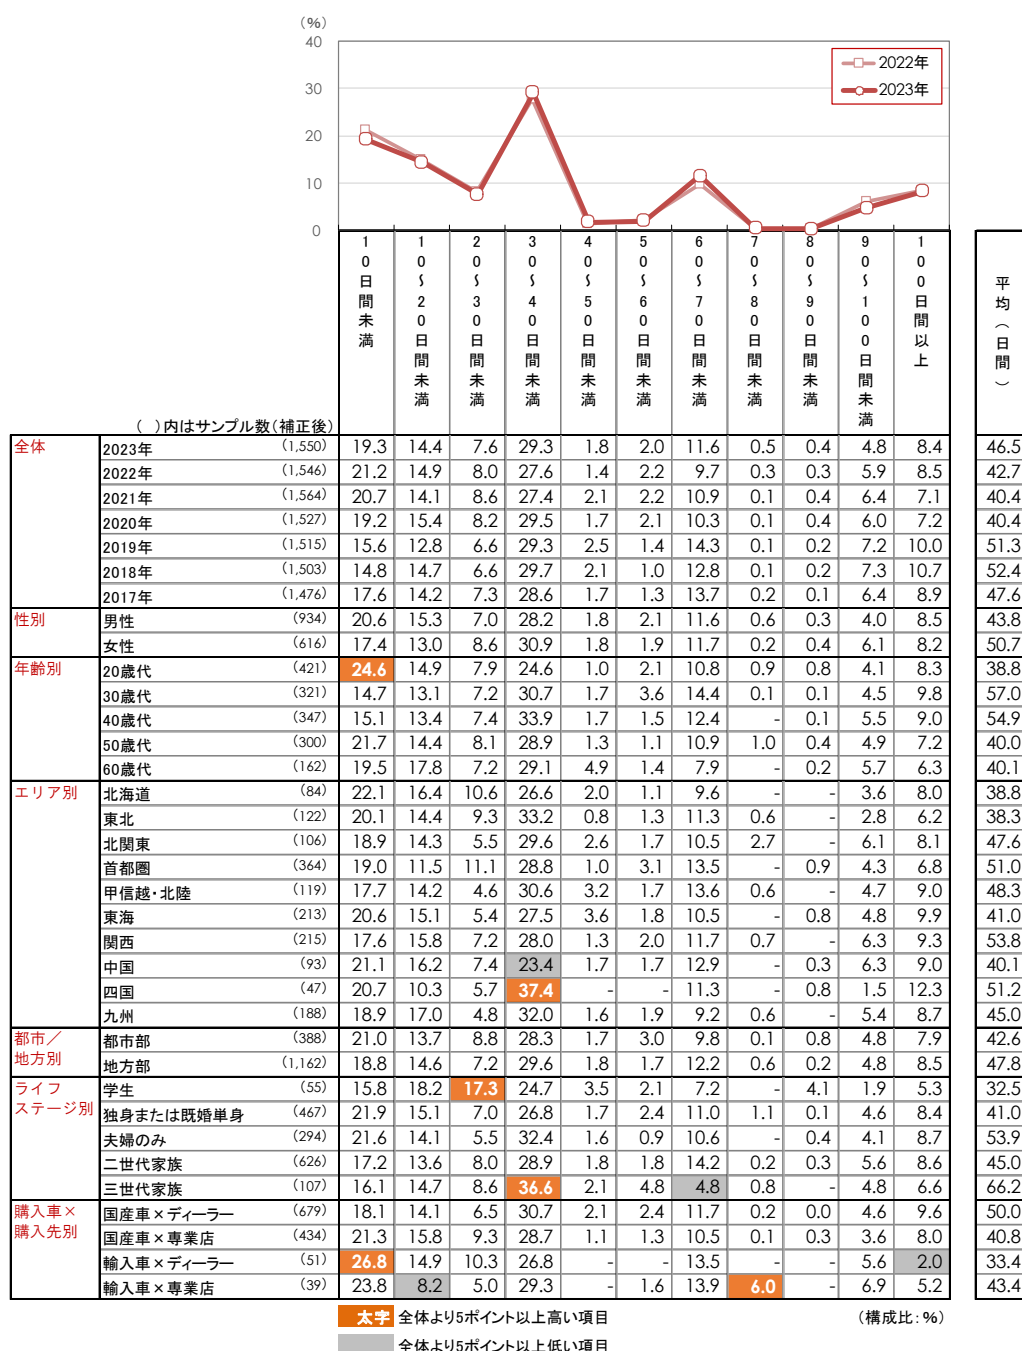 (%)
40
30
20
10
0
2022年
2023年
10日間未満
10～20日間未満
20～30日間未満
30～40日間未満
40～50日間未満
50～60日間未満
60～70日間未満
70～80日間未満
80～90日間未満
90～100日間未満
100日間以上
平均（日間）
（　）内はサンプル数（補正後）
全体 2023年 (1,550) 19.3 14.4 7.6 29.3 1.8 2.0 11.6 0.5 0.4 4.8 8.4 46.5
2022年 (1,546) 21.2 14.9 8.0 27.6 1.4 2.2 9.7 0.3 0.3 5.9 8.5 42.7
2021年 (1,564) 20.7 14.1 8.6 27.4 2.1 2.2 10.9 0.1 0.4 6.4 7.1 40.4
2020年 (1,527) 19.2 15.4 8.2 29.5 1.7 2.1 10.3 0.1 0.4 6.0 7.2 40.4
2019年 (1,515) 15.6 12.8 6.6 29.3 2.5 1.4 14.3 0.1 0.2 7.2 10.0 51.3
2018年 (1,503) 14.8 14.7 6.6 29.7 2.1 1.0 12.8 0.1 0.2 7.3 10.7 52.4
2017年 (1,476) 17.6 14.2 7.3 28.6 1.7 1.3 13.7 0.2 0.1 6.4 8.9 47.6
性別 男性 (934) 20.6 15.3 7.0 28.2 1.8 2.1 11.6 0.6 0.3 4.0 8.5 43.8
女性 (616) 17.4 13.0 8.6 30.9 1.8 1.9 11.7 0.2 0.4 6.1 8.2 50.7
年齢別 20歳代 (421) 24.6 14.9 7.9 24.6 1.0 2.1 10.8 0.9 0.8 4.1 8.3 38.8
30歳代 (321) 14.7 13.1 7.2 30.7 1.7 3.6 14.4 0.1 0.1 4.5 9.8 57.0
40歳代 (347) 15.1 13.4 7.4 33.9 1.7 1.5 12.4 - 0.1 5.5 9.0 54.9
50歳代 (300) 21.7 14.4 8.1 28.9 1.3 1.1 10.9 1.0 0.4 4.9 7.2 40.0
60歳代 (162) 19.5 17.8 7.2 29.1 4.9 1.4 7.9 - 0.2 5.7 6.3 40.1
エリア別 北海道 (84) 22.1 16.4 10.6 26.6 2.0 1.1 9.6 - - 3.6 8.0 38.8
東北 (122) 20.1 14.4 9.3 33.2 0.8 1.3 11.3 0.6 - 2.8 6.2 38.3
北関東 (106) 18.9 14.3 5.5 29.6 2.6 1.7 10.5 2.7 - 6.1 8.1 47.6
首都圏 (364) 19.0 11.5 11.1 28.8 1.0 3.1 13.5 - 0.9 4.3 6.8 51.0
甲信越・北陸 (119) 17.7 14.2 4.6 30.6 3.2 1.7 13.6 0.6 - 4.7 9.0 48.3
東海 (213) 20.6 15.1 5.4 27.5 3.6 1.8 10.5 - 0.8 4.8 9.9 41.0
関西 (215) 17.6 15.8 7.2 28.0 1.3 2.0 11.7 0.7 - 6.3 9.3 53.8
中国 (93) 21.1 16.2 7.4 23.4 1.7 1.7 12.9 - 0.3 6.3 9.0 40.1
四国 (47) 20.7 10.3 5.7 37.4 - - 11.3 - 0.8 1.5 12.3 51.2
九州 (188) 18.9 17.0 4.8 32.0 1.6 1.9 9.2 0.6 - 5.4 8.7 45.0
都市／ 都市部 (388) 21.0 13.7 8.8 28.3 1.7 3.0 9.8 0.1 0.8 4.8 7.9 42.6
地方別 地方部 (1,162) 18.8 14.6 7.2 29.6 1.8 1.7 12.2 0.6 0.2 4.8 8.5 47.8
ライフ 学生 (55) 15.8 18.2 17.3 24.7 3.5 2.1 7.2 - 4.1 1.9 5.3 32.5
ステージ別 独身または既婚単身 (467) 21.9 15.1 7.0 26.8 1.7 2.4 11.0 1.1 0.1 4.6 8.4 41.0
夫婦のみ (294) 21.6 14.1 5.5 32.4 1.6 0.9 10.6 - 0.4 4.1 8.7 53.9
二世代家族 (626) 17.2 13.6 8.0 28.9 1.8 1.8 14.2 0.2 0.3 5.6 8.6 45.0
三世代家族 (107) 16.1 14.7 8.6 36.6 2.1 4.8 4.8 0.8 - 4.8 6.6 66.2
購入車× 国産車×ディーラー (679) 18.1 14.1 6.5 30.7 2.1 2.4 11.7 0.2 0.0 4.6 9.6 50.0
購入先別 国産車×専業店 (434) 21.3 15.8 9.3 28.7 1.1 1.3 10.5 0.1 0.3 3.6 8.0 40.8
輸入車×ディーラー (51) 26.8 14.9 10.3 26.8 - - 13.5 - - 5.6 2.0 33.4
輸入車×専業店 (39) 23.8 8.2 5.0 29.3 - 1.6 13.9 6.0 - 6.9 5.2 43.4
太字 全体より5ポイント以上高い項目 （構成比：%）
全体より5ポイント以上低い項目